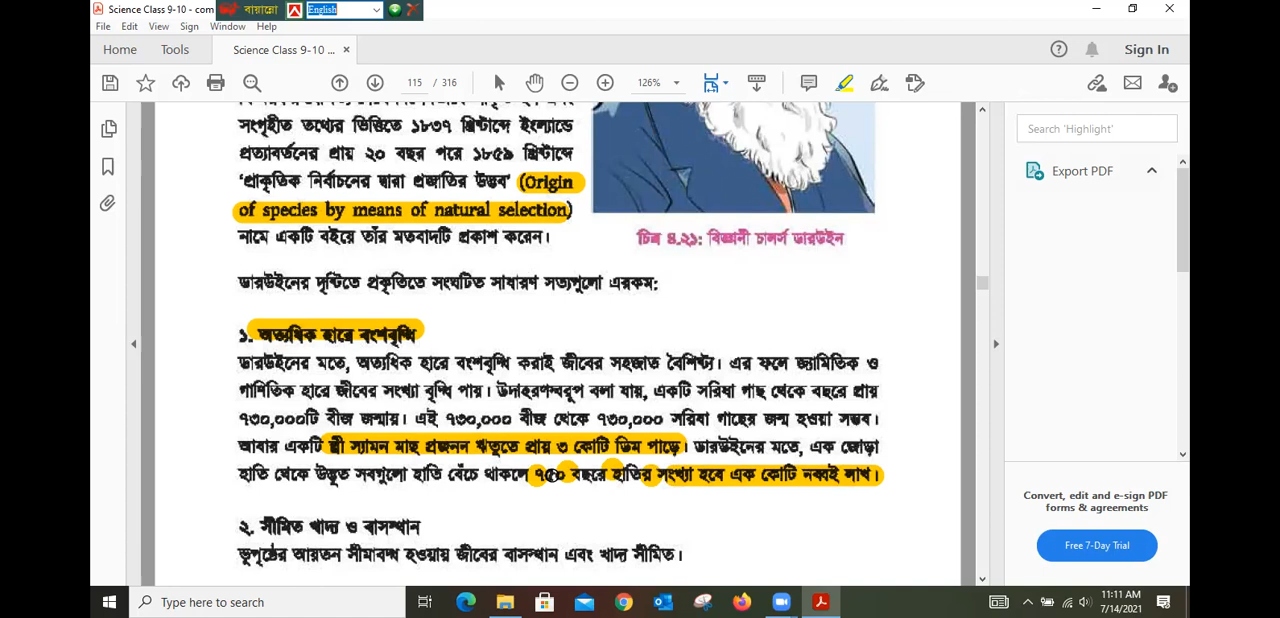 Science Class 9-10 - com
বায়ান্নো
English
File Edit View Sign Window Help
Home Tools Science Class 9-10 ... × Sign In
115 / 316 126%
সংগৃহীত তথ্যের ভিত্তিতে ১৮৩৭ খ্রিষ্টাব্দে ইংল্যান্ডে
প্রত্যাবর্তনের প্রায় ২০ বছর পরে ১৮৫৯ খ্রিষ্টাব্দে
‘প্রাকৃতিক নির্বাচনের দ্বারা প্রজাতির উদ্ভব’ (Origin
of species by means of natural selection)
নামে একটি বইয়ে তাঁর মতবাদটি প্রকাশ করেন।
চিত্র ৪.২১: বিজ্ঞানী চার্লস ডারউইন
ডারউইনের দৃষ্টিতে প্রকৃতিতে সংঘটিত সাধারণ সত্যগুলো এরকম:
১. অত্যধিক হারে বংশবৃদ্ধি
ডারউইনের মতে, অত্যধিক হারে বংশবৃদ্ধি করাই জীবের সহজাত বৈশিষ্ট্য। এর ফলে জ্যামিতিক ও
গাণিতিক হারে জীবের সংখ্যা বৃদ্ধি পায়। উদাহরণস্বরূপ বলা যায়, একটি সরিষা গাছ থেকে বছরে প্রায়
৭৩০,০০০টি বীজ জন্মায়। এই ৭৩০,০০০ বীজ থেকে ৭৩০,০০০ সরিষা গাছের জন্ম হওয়া সম্ভব।
আবার একটি স্ত্রী স্যামন মাছ প্রজনন ঋতুতে প্রায় ৩ কোটি ডিম পাড়ে। ডারউইনের মতে, এক জোড়া
হাতি থেকে উদ্ভূত সবগুলো হাতি বেঁচে থাকলে ৭৫০ বছরে হাতির সংখ্যা হবে এক কোটি নব্বই লাখ।
২. সীমিত খাদ্য ও বাসস্থান
ভূপৃষ্ঠের আয়তন সীমাবদ্ধ হওয়ায় জীবের বাসস্থান এবং খাদ্য সীমিত।
Search 'Highlight'
Export PDF
Convert, edit and e-sign PDF
forms & agreements
Free 7-Day Trial
Type here to search
11:11 AM
7/14/2021